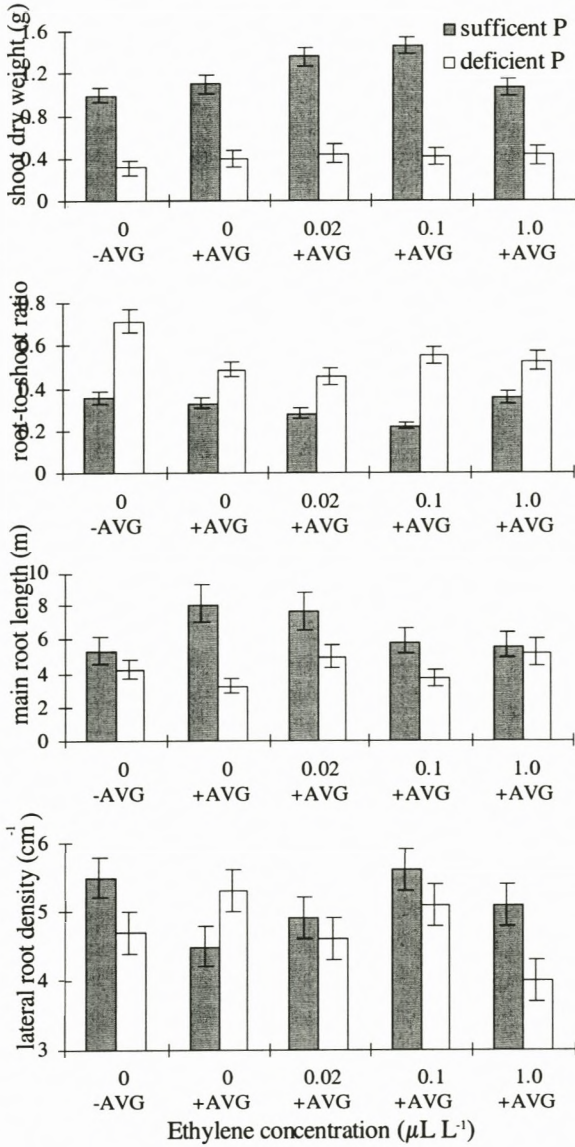 shoot dry weight (g)
1.6
1.2
0.8
0.4
0
sufficent P
deficient P
0 0 0.02 0.1 1.0
-AVG +AVG +AVG +AVG +AVG
root-to-shoot ratio
0.8
0.6
0.4
0.2
0
0 0 0.02 0.1 1.0
-AVG +AVG +AVG +AVG +AVG
main root length (m)
10
8
6
4
2
0
0 0 0.02 0.1 1.0
-AVG +AVG +AVG +AVG +AVG
lateral root density (cm⁻¹)
6
5
4
3
0 0 0.02 0.1 1.0
-AVG +AVG +AVG +AVG +AVG
Ethylene concentration (µL L⁻¹)